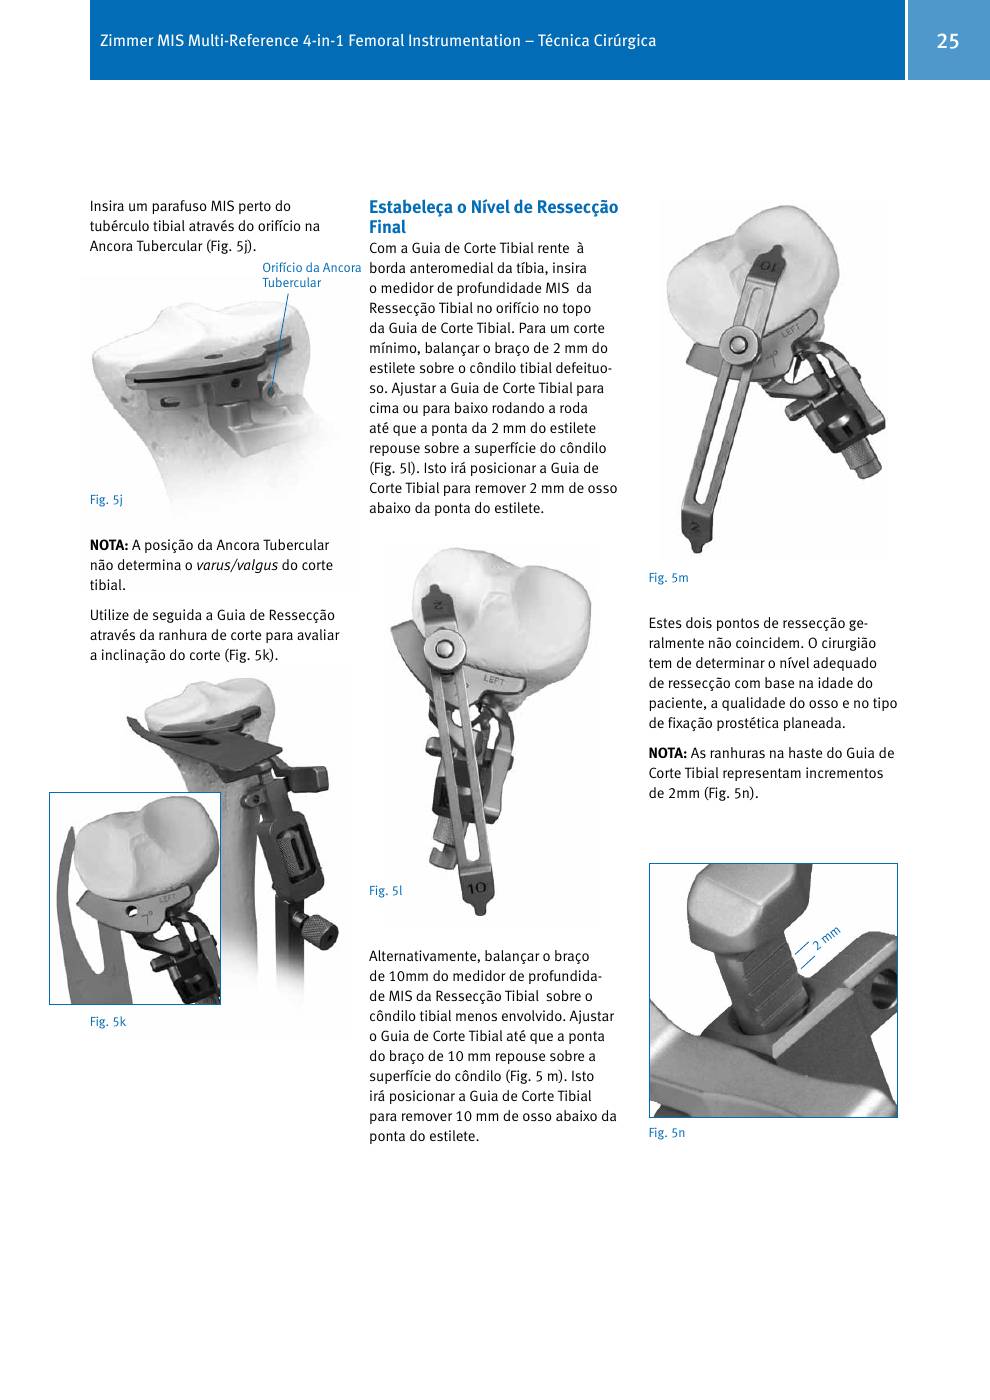 Zimmer MIS Multi-Reference 4-in-1 Femoral Instrumentation – Técnica Cirúrgica
25
Insira um parafuso MIS perto do
tubérculo tibial através do orifício na
Ancora Tubercular (Fig. 5j).
Orifício da Ancora
Tubercular
Fig. 5j
NOTA: A posição da Ancora Tubercular
não determina o varus/valgus do corte
tibial.
Utilize de seguida a Guia de Ressecção
através da ranhura de corte para avaliar
a inclinação do corte (Fig. 5k).
LEFT
7°
Fig. 5k
Estabeleça o Nível de Ressecção
Final
Com a Guia de Corte Tibial rente à
borda anteromedial da tíbia, insira
o medidor de profundidade MIS da
Ressecção Tibial no orifício no topo
da Guia de Corte Tibial. Para um corte
mínimo, balançar o braço de 2 mm do
estilete sobre o côndilo tibial defeituo-
so. Ajustar a Guia de Corte Tibial para
cima ou para baixo rodando a roda
até que a ponta da 2 mm do estilete
repouse sobre a superfície do côndilo
(Fig. 5l). Isto irá posicionar a Guia de
Corte Tibial para remover 2 mm de osso
abaixo da ponta do estilete.
2
LEFT
10
Fig. 5l
Alternativamente, balançar o braço
de 10mm do medidor de profundida-
de MIS da Ressecção Tibial sobre o
côndilo tibial menos envolvido. Ajustar
o Guia de Corte Tibial até que a ponta
do braço de 10 mm repouse sobre a
superfície do côndilo (Fig. 5 m). Isto
irá posicionar a Guia de Corte Tibial
para remover 10 mm de osso abaixo da
ponta do estilete.
10
LEFT
7°
2
Fig. 5m
Estes dois pontos de ressecção ge-
ralmente não coincidem. O cirurgião
tem de determinar o nível adequado
de ressecção com base na idade do
paciente, a qualidade do osso e no tipo
de fixação prostética planeada.
NOTA: As ranhuras na haste do Guia de
Corte Tibial representam incrementos
de 2mm (Fig. 5n).
2 mm
Fig. 5n